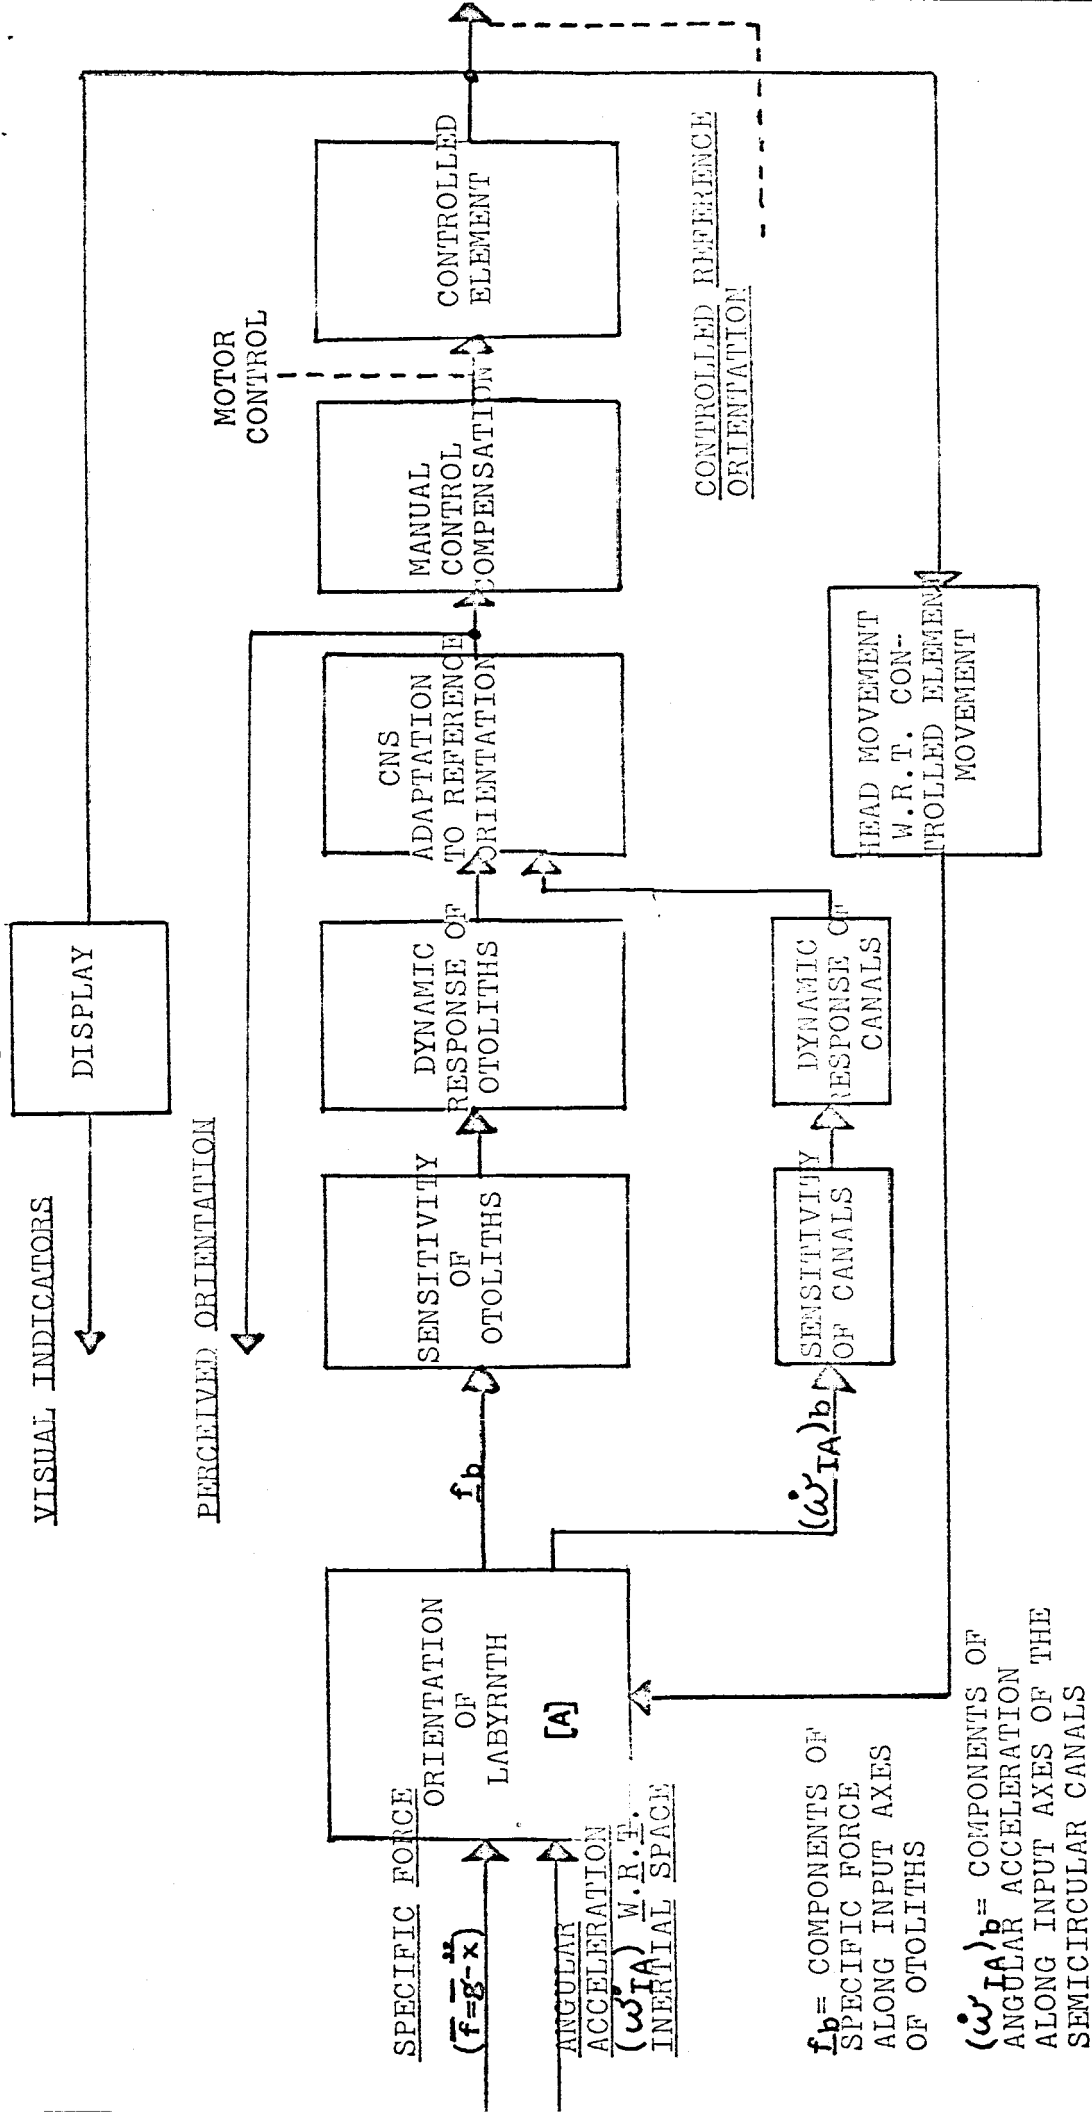 VISUAL INDICATORS
DISPLAY
PERCEIVED ORIENTATION
MOTOR
CONTROL
SPECIFIC FORCE
(f̅=g̅-ẍ̅)
ANGULAR
ACCELERATION
(ω̇IA) W.R.T.
INERTIAL SPACE
ORIENTATION
OF
LABYRNTH
[A]
fb
(ω̇IA)b
SENSITIVITY
OF
OTOLITHS
DYNAMIC
RESPONSE OF
OTOLITHS
CNS
ADAPTATION
TO REFERENCE
ORIENTATION
MANUAL
CONTROL
COMPENSATION
CONTROLLED
ELEMENT
SENSITIVITY
OF CANALS
DYNAMIC
RESPONSE OF
CANALS
HEAD MOVEMENT
W.R.T. CON-
TROLLED ELEMENT
MOVEMENT
CONTROLLED REFERENCE
ORIENTATION
fb= COMPONENTS OF
SPECIFIC FORCE
ALONG INPUT AXES
OF OTOLITHS
(ω̇IA)b= COMPONENTS OF
ANGULAR ACCELERATION
ALONG INPUT AXES OF THE
SEMICIRCULAR CANALS